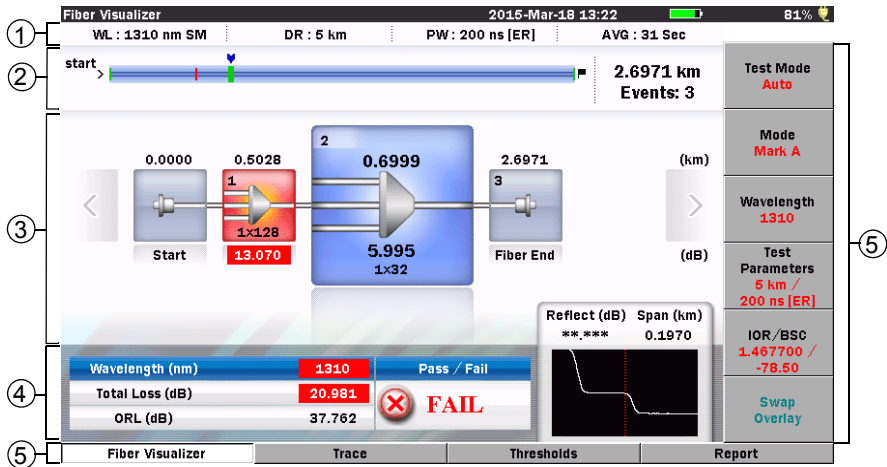 Fiber Visualizer 2015-Mar-18 13:22 81%
1 WL : 1310 nm SM DR : 5 km PW : 200 ns [ER] AVG : 31 Sec
2 start
2.6971 km
Events: 3
3
0.0000 0.5028 2 0.6999 2.6971 (km)
1 3
1×128
Start 13.070 5.995 Fiber End (dB)
1×32
Reflect (dB) Span (km)
**.*** 0.1970
4
Wavelength (nm) 1310 Pass / Fail
Total Loss (dB) 20.981 FAIL
ORL (dB) 37.762
5
Test Mode
Auto
Mode
Mark A
Wavelength
1310
Test
Parameters
5 km /
200 ns [ER]
IOR/BSC
1.467700 /
-78.50
Swap
Overlay
5 Fiber Visualizer Trace Thresholds Report